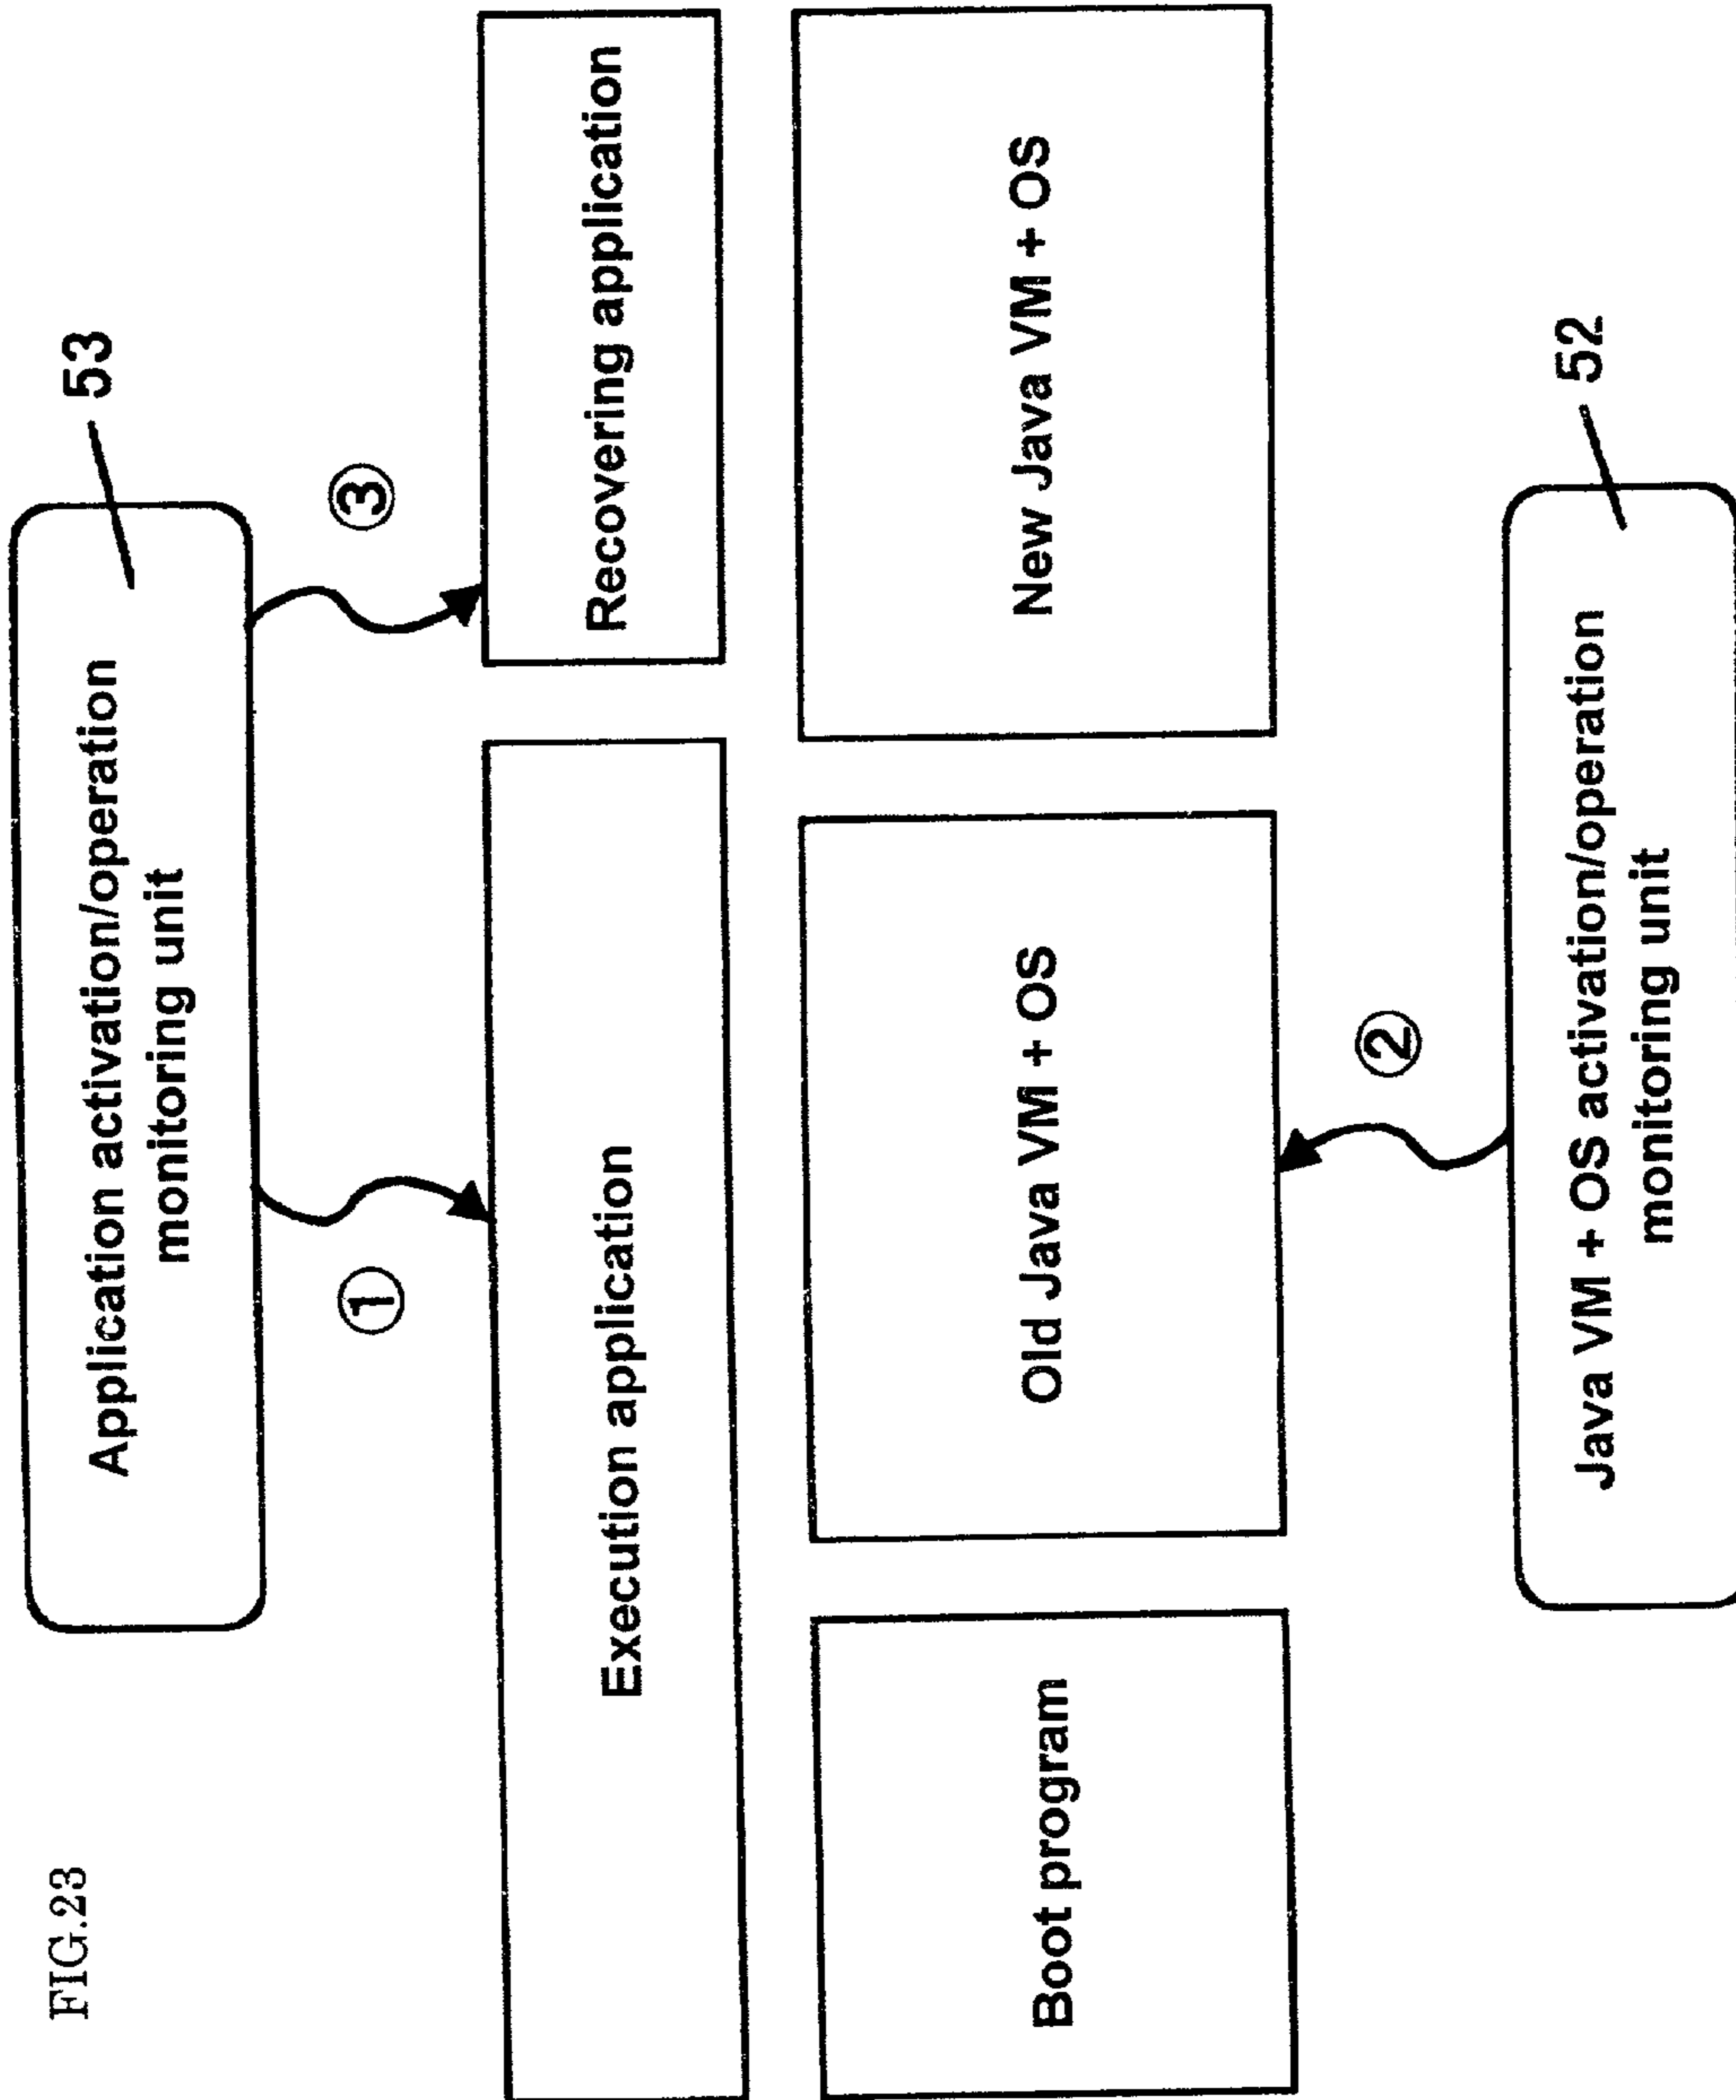 FIG.23
Application activation/operation
monitoring unit
53
①
③
Execution application
Recovering application
Boot program
Old Java VM + OS
New Java VM + OS
②
Java VM + OS activation/operation
monitoring unit
52